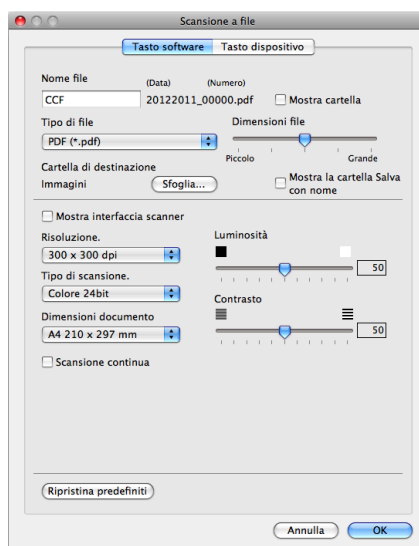 Scansione a file
Tasto software Tasto dispositivo
Nome file (Data) (Numero)
CCF 20122011_00000.pdf Mostra cartella
Tipo di file Dimensioni file
PDF (*.pdf)
Piccolo Grande
Cartella di destinazione
Immagini Sfoglia... Mostra la cartella Salva
con nome
Mostra interfaccia scanner
Risoluzione. Luminosità
300 x 300 dpi
50
Tipo di scansione.
Colore 24bit
Contrasto
Dimensioni documento
A4 210 x 297 mm 50
Scansione continua
Ripristina predefiniti
Annulla OK